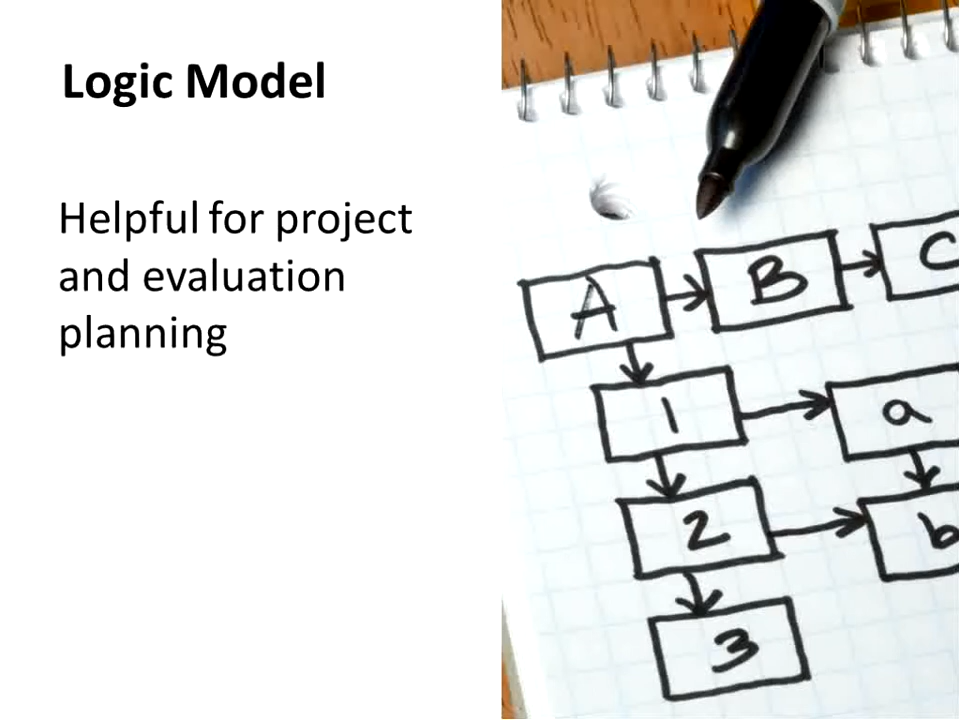 Logic Model
Helpful for project
and evaluation
planning
A B C
1 a
2 b
3